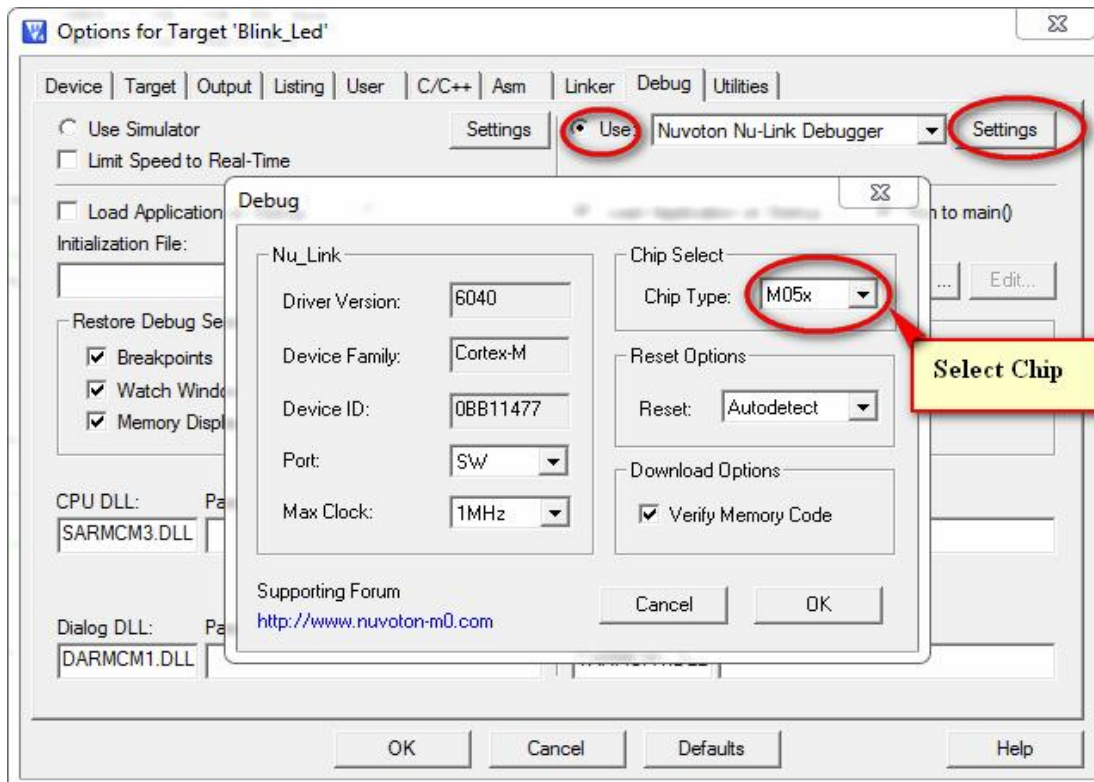 Options for Target 'Blink_Led'
Device Target Output Listing User C/C++ Asm Linker Debug Utilities
Use Simulator Settings Use: Nuvoton Nu-Link Debugger Settings
Limit Speed to Real-Time
Load Application to main()
Initialization File:
... Edit...
Restore Debug Se
Breakpoints
Watch Windo
Memory Displ
CPU DLL: Pa
SARMCM3.DLL
Dialog DLL: Pa
DARMCM1.DLL
OK Cancel Defaults Help
Debug
Nu_Link
Driver Version: 6040
Device Family: Cortex-M
Device ID: 0BB11477
Port: SW
Max Clock: 1MHz
Chip Select
Chip Type: M05x
Reset Options
Reset: Autodetect
Download Options
Verify Memory Code
Supporting Forum
http://www.nuvoton-m0.com
Cancel OK
Select Chip